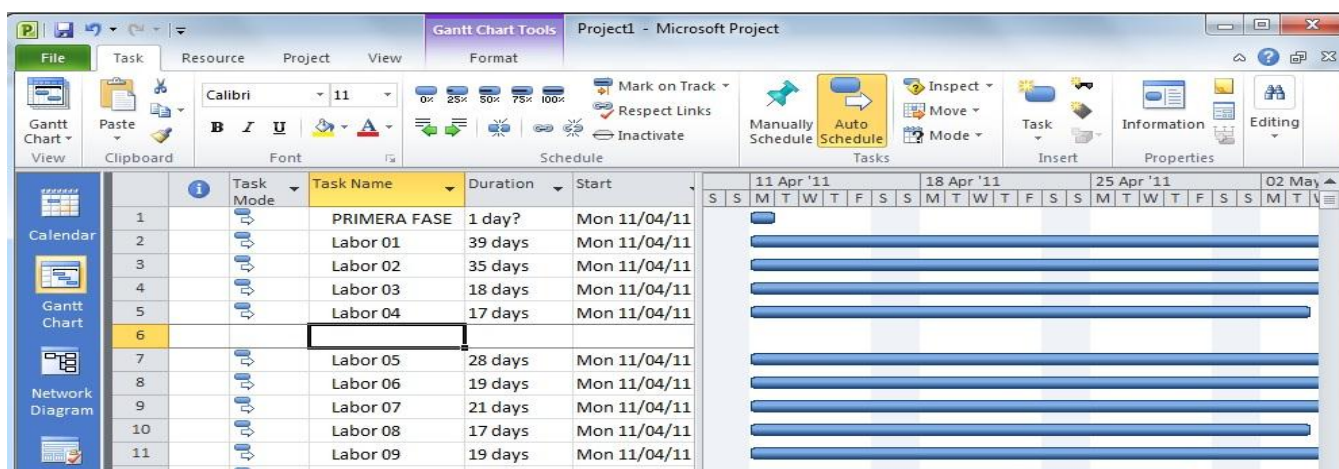 Gantt Chart Tools Project1 - Microsoft Project
File Task Resource Project View Format
Gantt Chart
View
Paste
Clipboard
Calibri 11
B I U A
Font
0% 25% 50% 75% 100%
Mark on Track
Respect Links
Inactivate
Schedule
Manually Schedule
Auto Schedule
Inspect
Move
Mode
Tasks
Task
Insert
Information
Properties
Editing
Calendar
Gantt Chart
Network Diagram
Task Mode Task Name Duration Start
11 Apr '11 18 Apr '11 25 Apr '11 02 May
S S M T W T F S S M T W T F S S M T W T F S S M T
1 PRIMERA FASE 1 day? Mon 11/04/11
2 Labor 01 39 days Mon 11/04/11
3 Labor 02 35 days Mon 11/04/11
4 Labor 03 18 days Mon 11/04/11
5 Labor 04 17 days Mon 11/04/11
6
7 Labor 05 28 days Mon 11/04/11
8 Labor 06 19 days Mon 11/04/11
9 Labor 07 21 days Mon 11/04/11
10 Labor 08 17 days Mon 11/04/11
11 Labor 09 19 days Mon 11/04/11